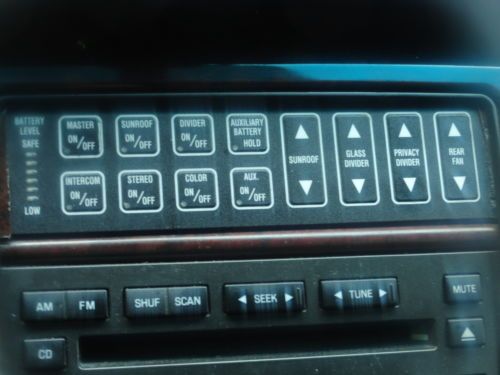 BATTERY
LEVEL
SAFE
LOW
MASTER
ON/OFF
SUNROOF
ON/OFF
DIVIDER
ON/OFF
AUXILIARY
BATTERY
HOLD
INTERCOM
ON/OFF
STEREO
ON/OFF
COLOR
ON/OFF
AUX.
ON/OFF
SUNROOF
GLASS
DIVIDER
PRIVACY
DIVIDER
REAR
FAN
AM FM SHUF SCAN SEEK TUNE MUTE
CD